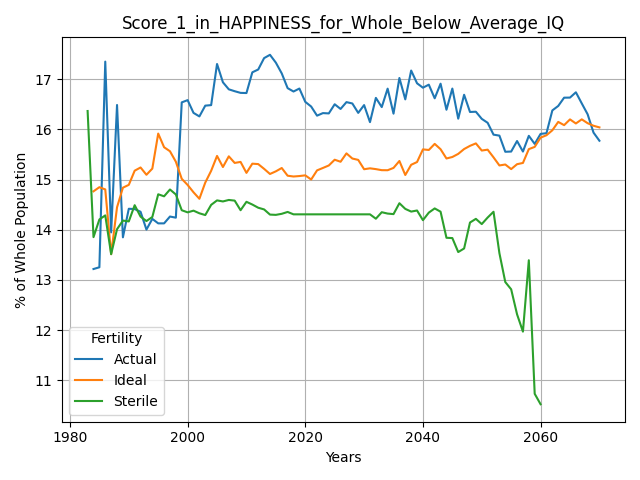 Score_1_in_HAPPINESS_for_Whole_Below_Average_IQ
% of Whole Population
17
16
15
14
13
12
11
Fertility
Actual
Ideal
Sterile
1980
2000
2020
2040
2060
Years